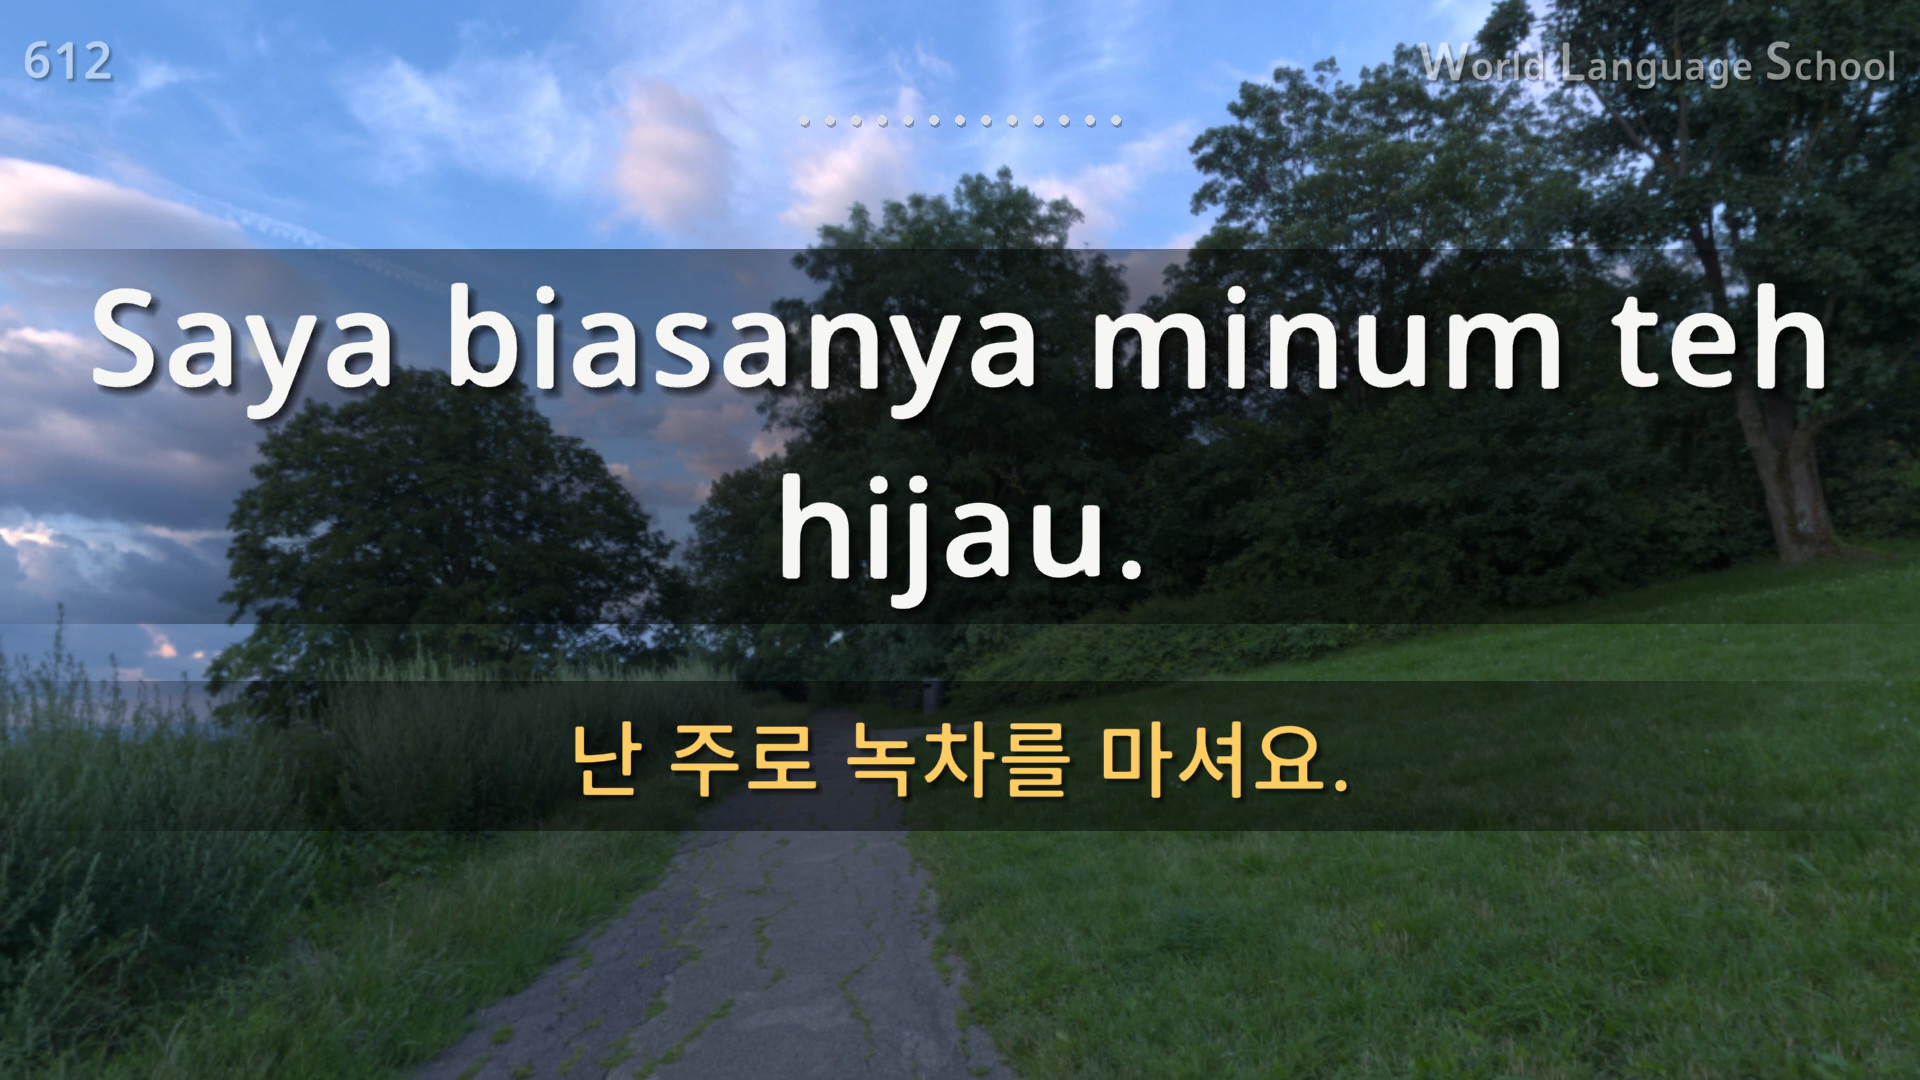 612
World Language School
Saya biasanya minum teh
hijau.
난 주로 녹차를 마셔요.